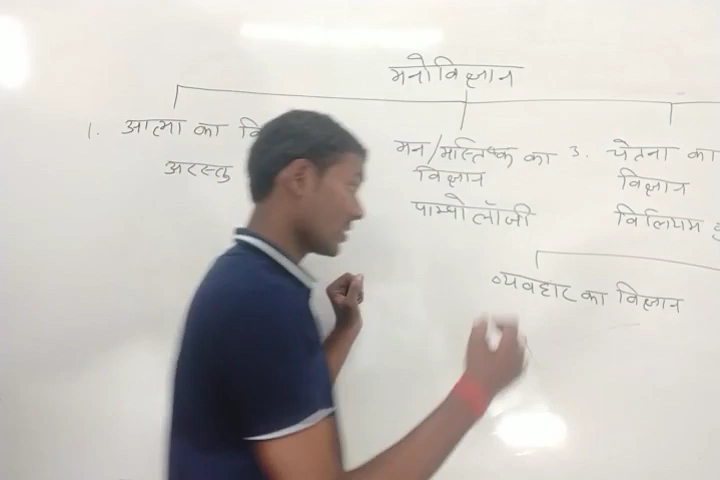 मनोविज्ञान
1. आत्मा का वि
अरस्तु
मन/मस्तिष्क का
विज्ञान
पाम्पोलॉजी
3. चेतना का
विज्ञान
विलियम
व्यवहार का विज्ञान